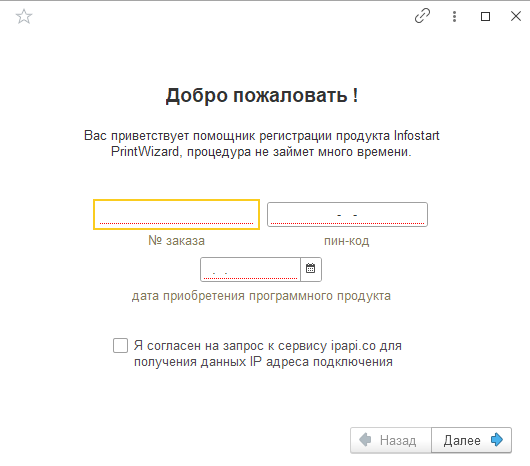 Добро пожаловать !
Вас приветствует помощник регистрации продукта Infostart
PrintWizard, процедура не займет много времени.
- -
№ заказа
пин-код
. .
дата приобретения программного продукта
Я согласен на запрос к сервису ipapi.co для
получения данных IP адреса подключения
Назад
Далее